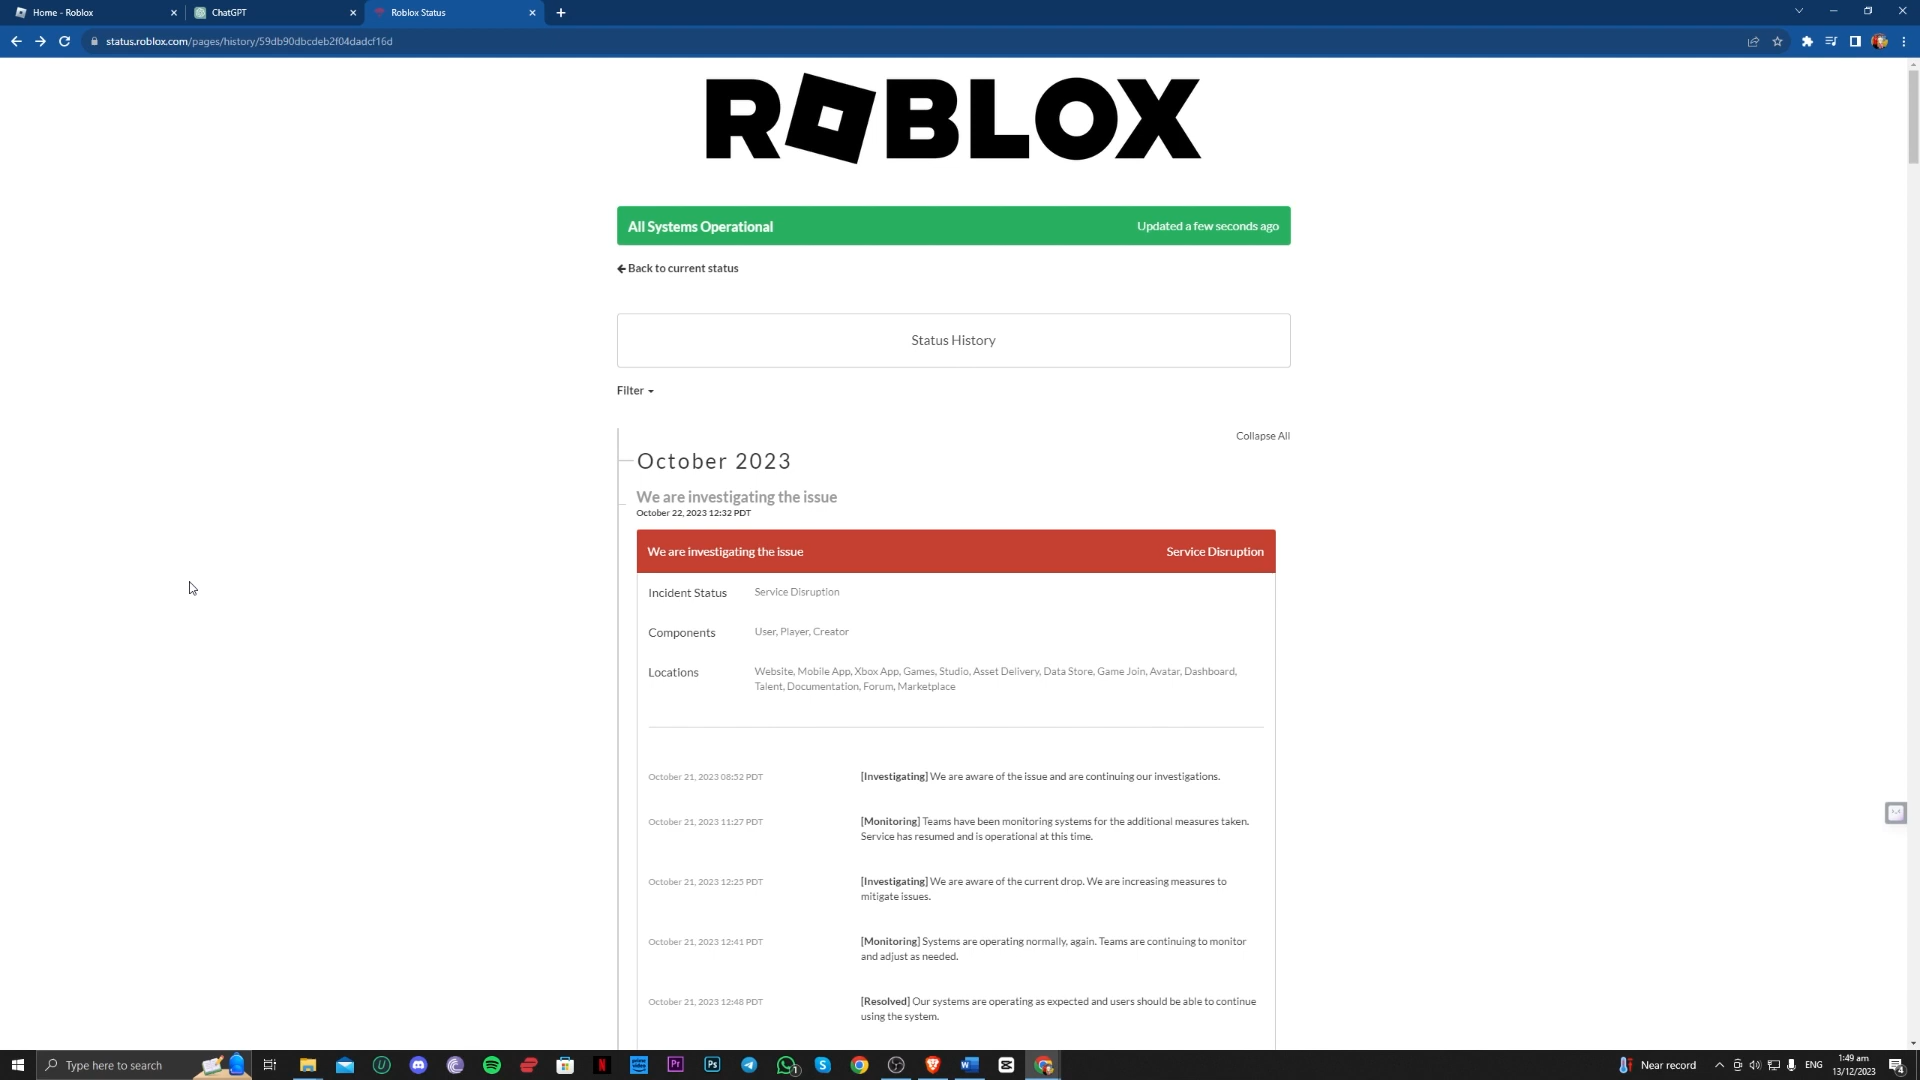 Home - Roblox
ChatGPT
Roblox Status
status.roblox.com/pages/history/59db90dbcdeb2f04dadcf16d
ROBLOX
All Systems Operational
Updated a few seconds ago
Back to current status
Status History
Filter
Collapse All
October 2023
We are investigating the issue
October 22, 2023 12:32 PDT
We are investigating the issue
Service Disruption
Incident Status
Service Disruption
Components
User, Player, Creator
Locations
Website, Mobile App, Xbox App, Games, Studio, Asset Delivery, Data Store, Game Join, Avatar, Dashboard,
Talent, Documentation, Forum, Marketplace
October 21, 2023 08:52 PDT
[Investigating] We are aware of the issue and are continuing our investigations.
October 21, 2023 11:27 PDT
[Monitoring] Teams have been monitoring systems for the additional measures taken.
Service has resumed and is operational at this time.
October 21, 2023 12:25 PDT
[Investigating] We are aware of the current drop. We are increasing measures to
mitigate issues.
October 21, 2023 12:41 PDT
[Monitoring] Systems are operating normally, again. Teams are continuing to monitor
and adjust as needed.
October 21, 2023 12:48 PDT
[Resolved] Our systems are operating as expected and users should be able to continue
using the system.
Type here to search
Pr
Ps
1
Near record
ENG
1:49 am
13/12/2023
4